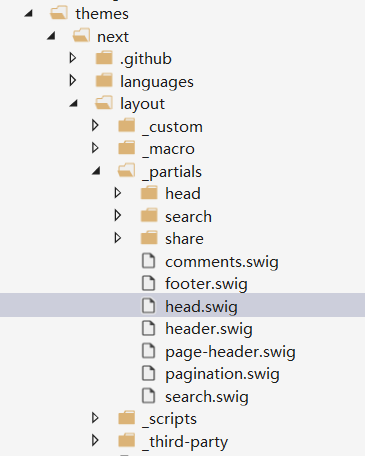 themes
next
.github
languages
layout
_custom
_macro
_partials
head
search
share
comments.swig
footer.swig
head.swig
header.swig
page-header.swig
pagination.swig
search.swig
_scripts
_third-party